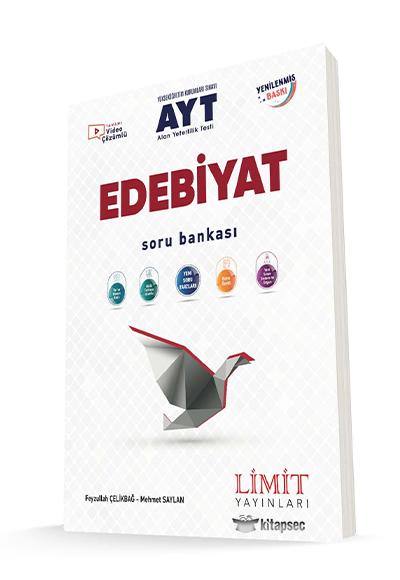 YÜKSEKÖĞRETİM KURUMLARI SINAVI
AYT
Alan Yeterlilik Testi
TAMAMI
Video
Çözümlü
YENİLENMİŞ
BASKI
EDEBİYAT
soru bankası
YENİ
SORU
TARZLARI
Feyzullah ÇELİKBAĞ - Mehmet SAYLAN
LİMİT
YAYINLARI
kitapsec